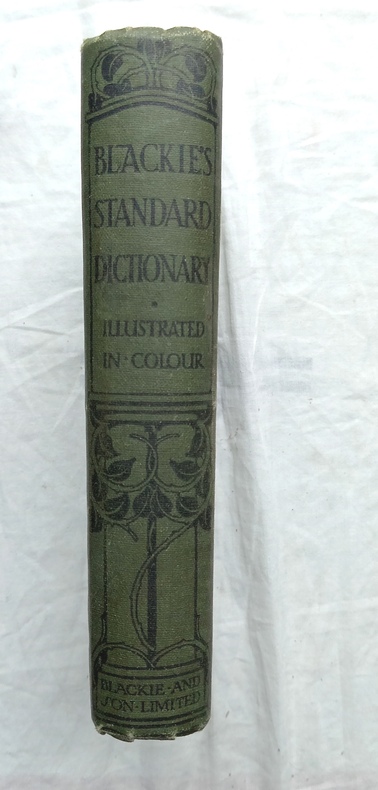 BLACKIE'S
STANDARD
DICTIONARY
ILLUSTRATED
IN·COLOUR
BLACKIE·AND
SON·LIMITED